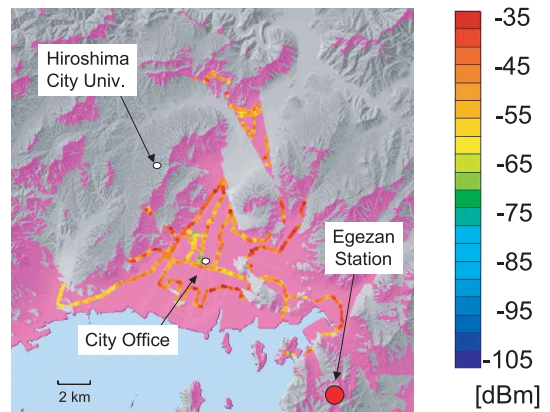 Hiroshima
City Univ.
Egezan
Station
City Office
2 km
-35
-45
-55
-65
-75
-85
-95
-105
[dBm]